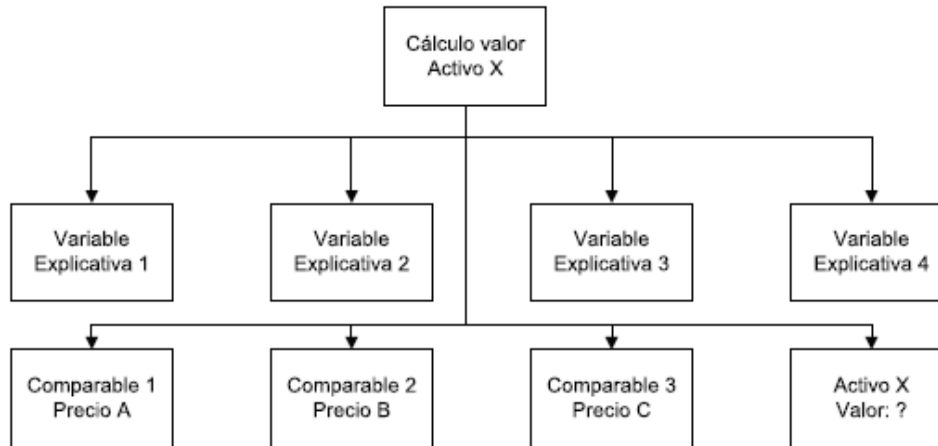 Cálculo valor
Activo X
Variable
Explicativa 1
Variable
Explicativa 2
Variable
Explicativa 3
Variable
Explicativa 4
Comparable 1
Precio A
Comparable 2
Precio B
Comparable 3
Precio C
Activo X
Valor: ?